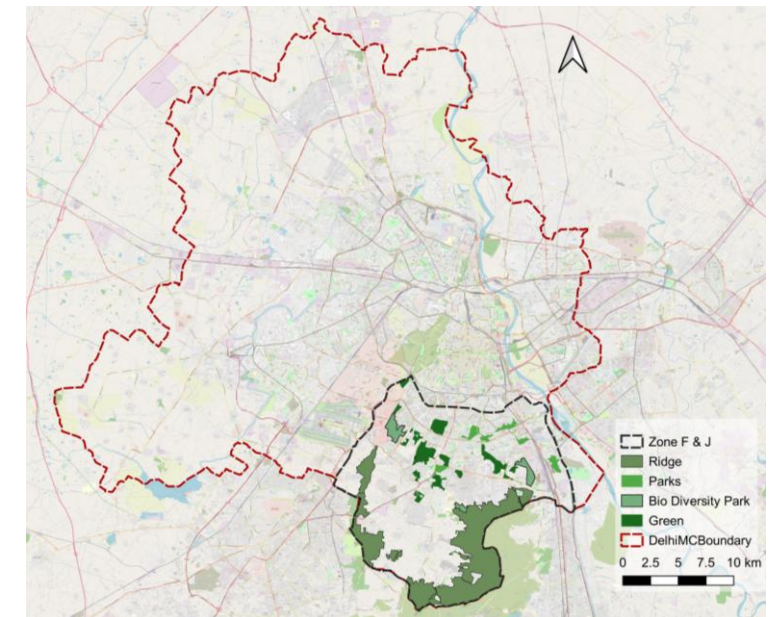 Zone F & J
Ridge
Parks
Bio Diversity Park
Green
DelhiMCBoundary
0 2.5 5 7.5 10 km